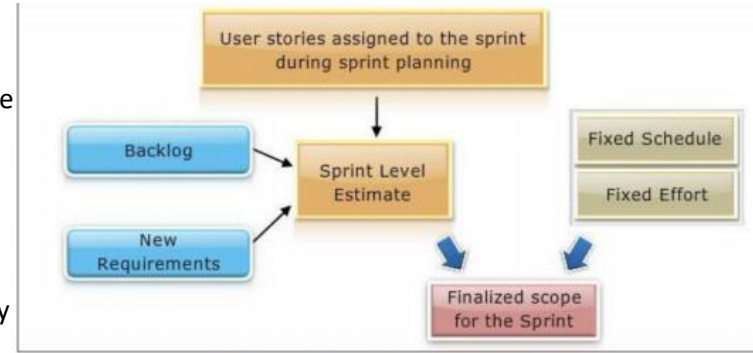 User stories assigned to the sprint
during sprint planning
e
Backlog
Fixed Schedule
Sprint Level
Estimate
Fixed Effort
New
Requirements
Finalized scope
for the Sprint
y